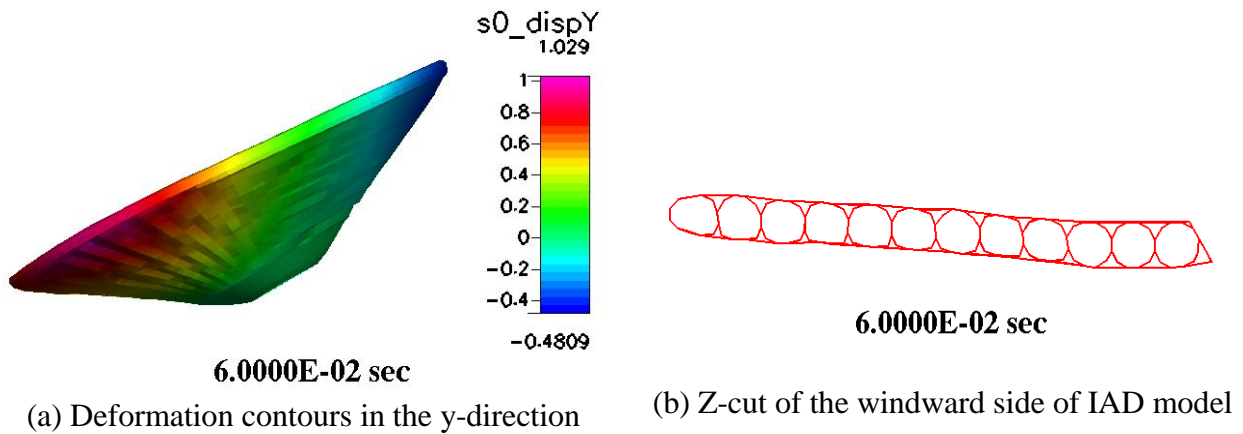 s0_dispY
1.029
1
0.8
0.6
0.4
0.2
0
−0.2
−0.4
−0.4809
6.0000E-02 sec
(a) Deformation contours in the y-direction
6.0000E-02 sec
(b) Z-cut of the windward side of IAD model